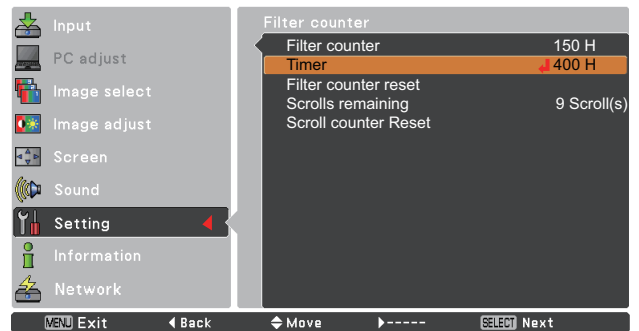 Input
PC adjust
Image select
Image adjust
Screen
Sound
Setting
Information
Network
Filter counter
Filter counter 150 H
Timer 400 H
Filter counter reset
Scrolls remaining 9 Scroll(s)
Scroll counter Reset
MENU Exit Back Move ----- SELECT Next